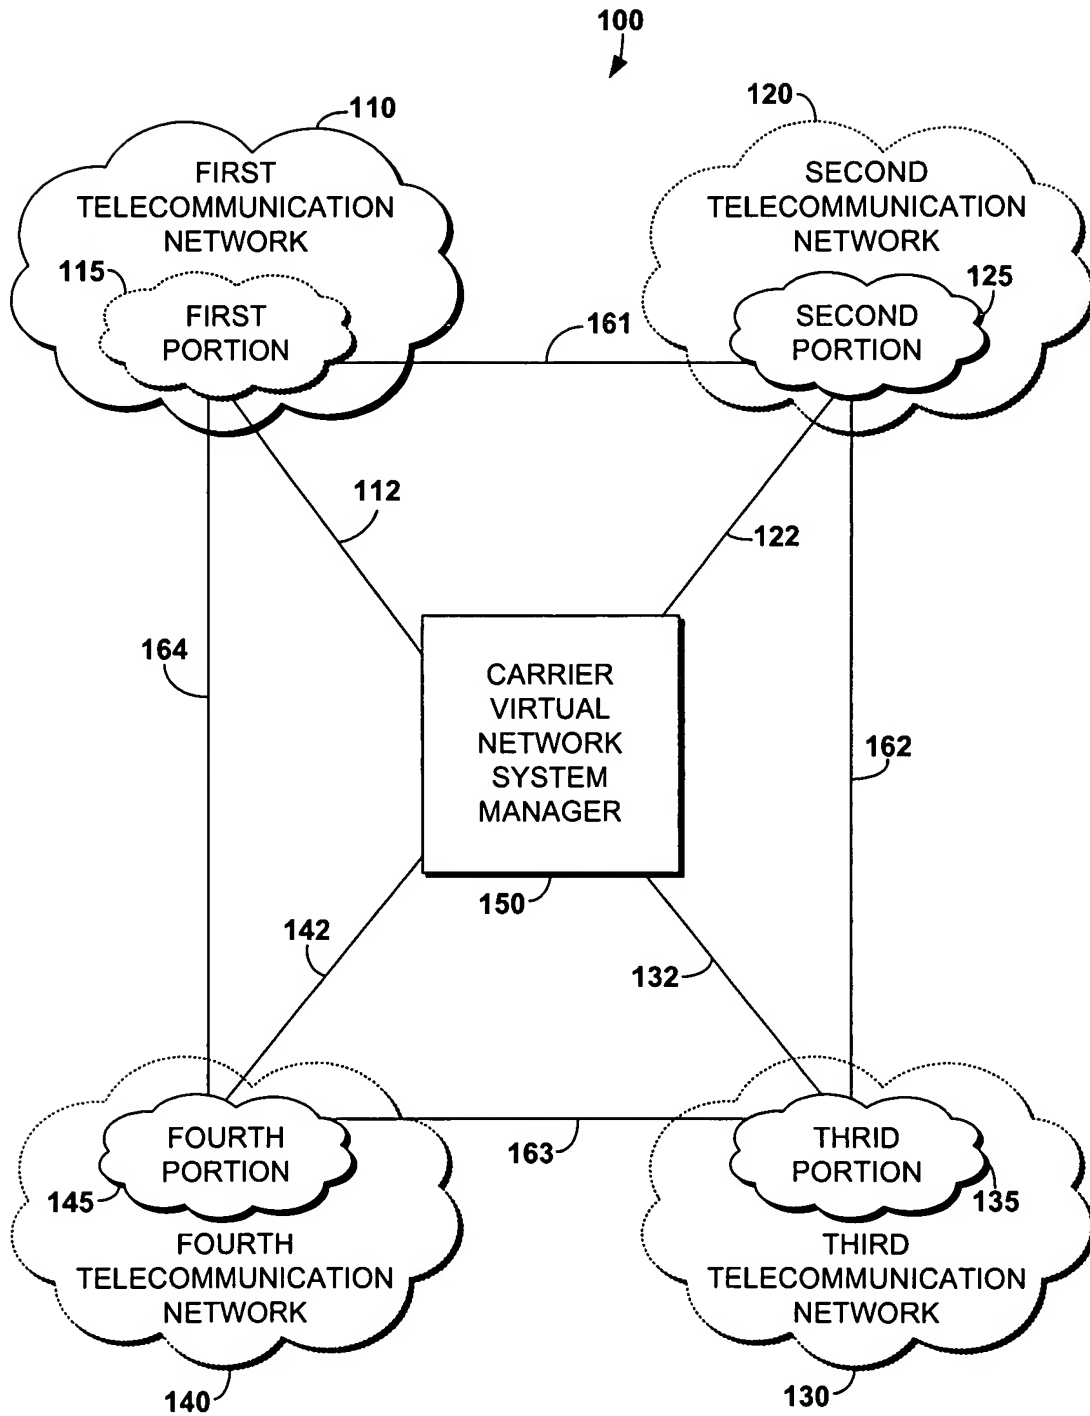 100
110
FIRST
TELECOMMUNICATION
NETWORK
115
FIRST
PORTION
120
SECOND
TELECOMMUNICATION
NETWORK
125
SECOND
PORTION
161
112
122
164
CARRIER
VIRTUAL
NETWORK
SYSTEM
MANAGER
162
150
142
132
FOURTH
PORTION
145
FOURTH
TELECOMMUNICATION
NETWORK
140
163
THRID
PORTION
135
THIRD
TELECOMMUNICATION
NETWORK
130